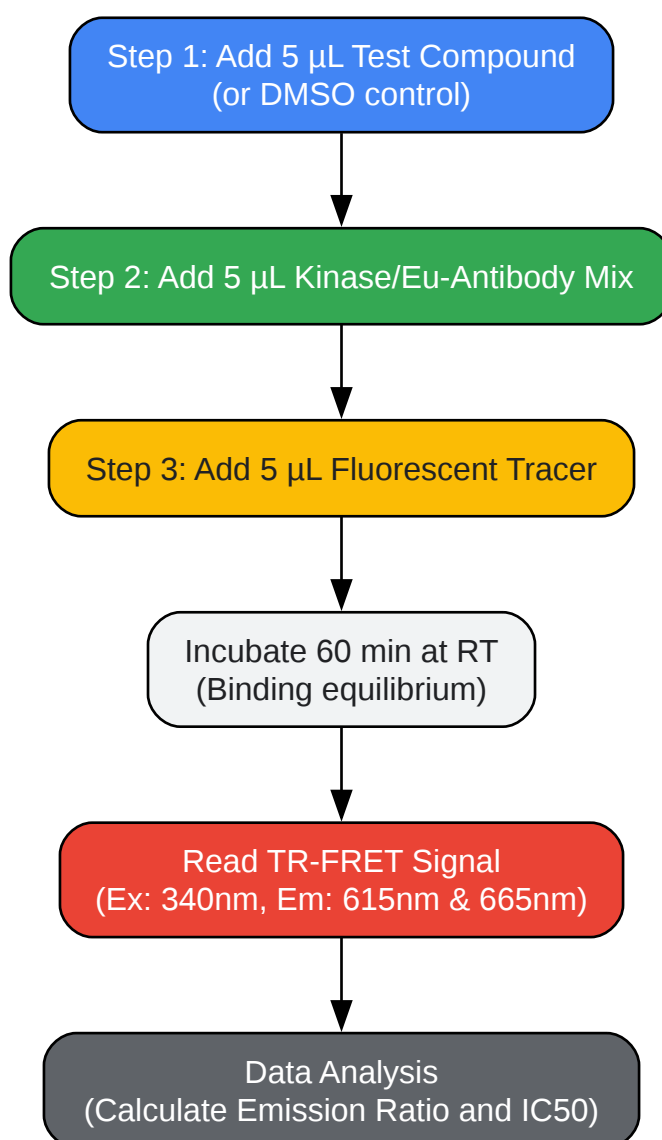 Step 1: Add 5 µL Test Compound
(or DMSO control)
Step 2: Add 5 µL Kinase/Eu-Antibody Mix
Step 3: Add 5 µL Fluorescent Tracer
Incubate 60 min at RT
(Binding equilibrium)
Read TR-FRET Signal
(Ex: 340nm, Em: 615nm & 665nm)
Data Analysis
(Calculate Emission Ratio and IC50)